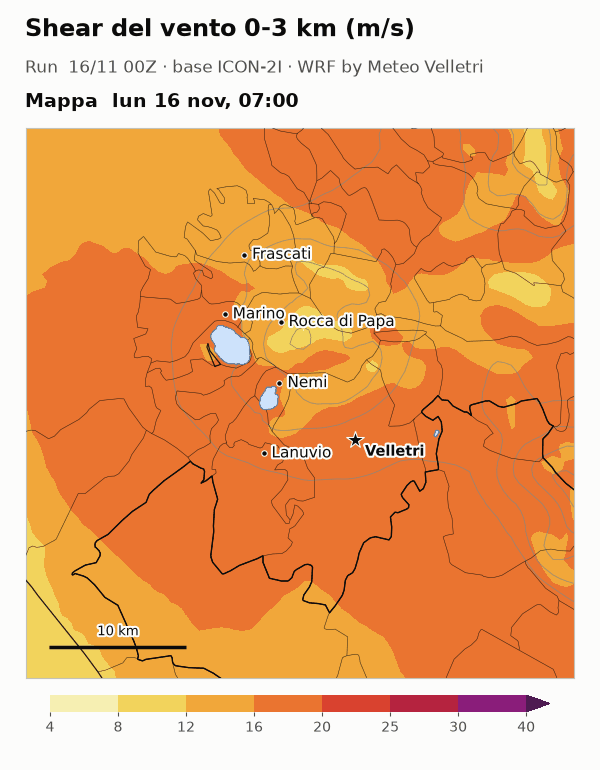 Shear del vento 0-3 km (m/s)
Run  16/11 00Z · base ICON-2I · WRF by Meteo Velletri
Mappa  lun 16 nov, 07:00
Frascati
Marino
Rocca di Papa
Nemi
Velletri
Lanuvio
10 km
4 8 12 16 20 25 30 40